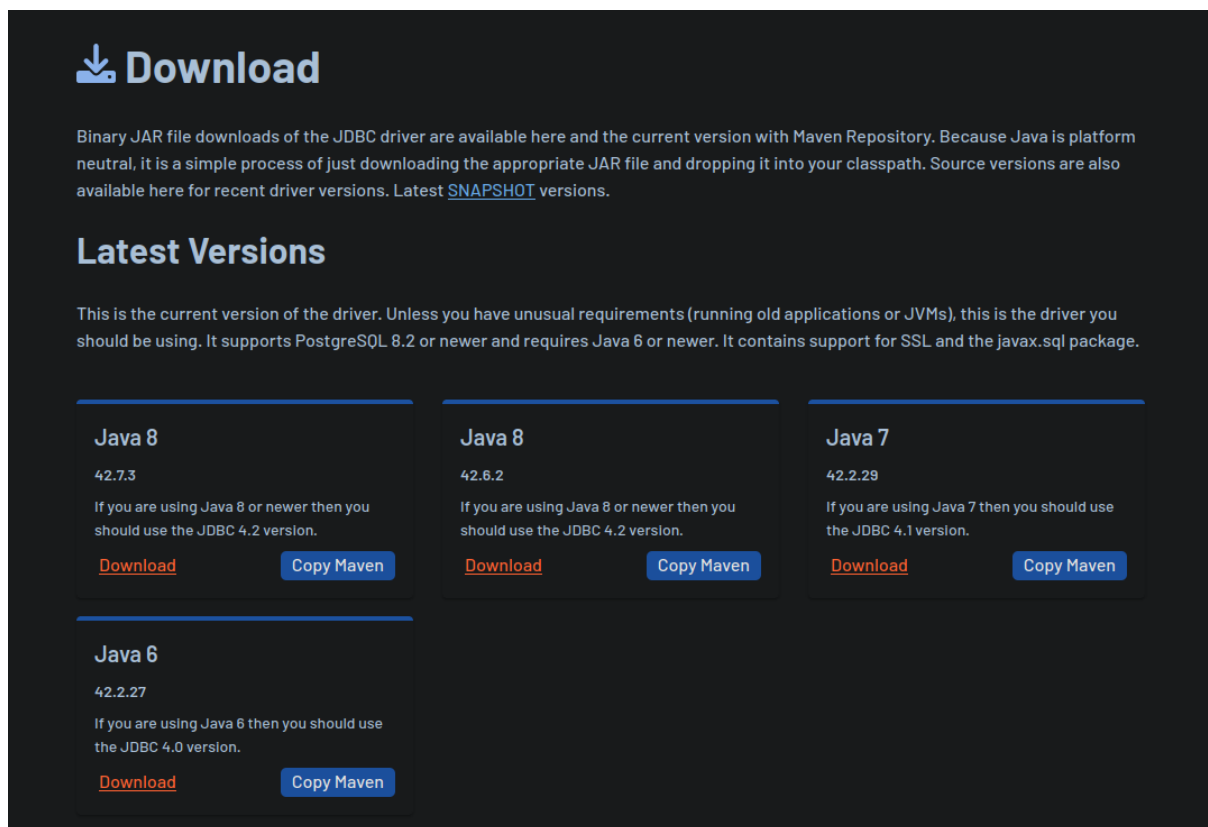 Download
Binary JAR file downloads of the JDBC driver are available here and the current version with Maven Repository. Because Java is platform
neutral, it is a simple process of just downloading the appropriate JAR file and dropping it into your classpath. Source versions are also
available here for recent driver versions. Latest SNAPSHOT versions.
Latest Versions
This is the current version of the driver. Unless you have unusual requirements (running old applications or JVMs), this is the driver you
should be using. It supports PostgreSQL 8.2 or newer and requires Java 6 or newer. It contains support for SSL and the javax.sql package.
Java 8
42.7.3
If you are using Java 8 or newer then you
should use the JDBC 4.2 version.
Download Copy Maven
Java 8
42.6.2
If you are using Java 8 or newer then you
should use the JDBC 4.2 version.
Download Copy Maven
Java 7
42.2.29
If you are using Java 7 then you should use
the JDBC 4.1 version.
Download Copy Maven
Java 6
42.2.27
If you are using Java 6 then you should use
the JDBC 4.0 version.
Download Copy Maven